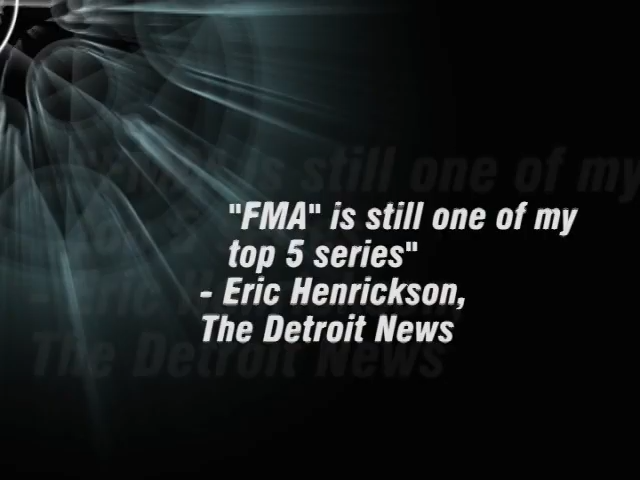 "FMA" is still one of my
top 5 series"
- Eric Henrickson,
The Detroit News